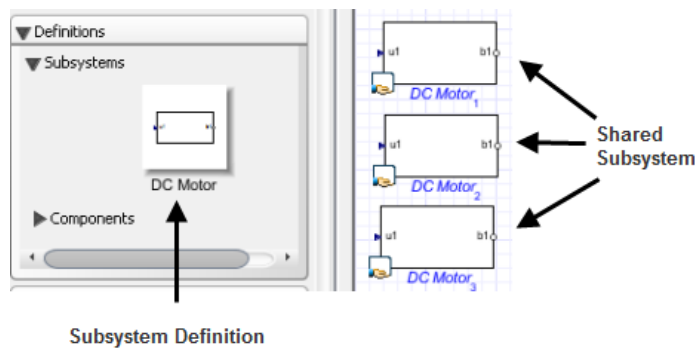 Definitions
Subsystems
DC Motor
Components
Subsystem Definition
u1 b1
DC Motor1
u1 b1
DC Motor2
u1 b1
DC Motor3
Shared
Subsystem